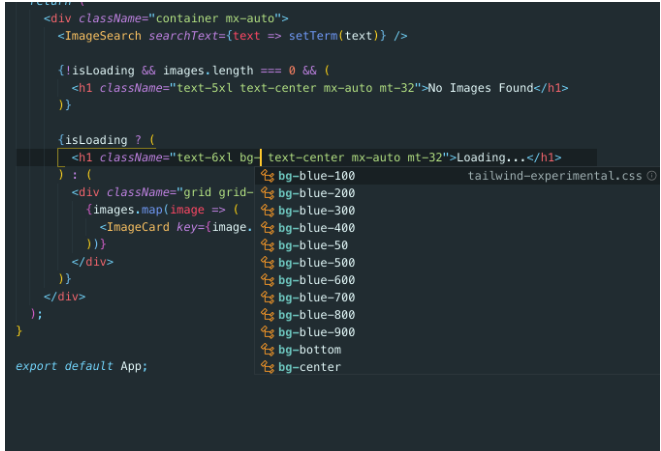 return (
<div className="container mx-auto">
<ImageSearch searchText={text => setTerm(text)} />
{!isLoading && images.length === 0 && (
<h1 className="text-5xl text-center mx-auto mt-32">No Images Found</h1>
)}
{isLoading ? (
<h1 className="text-6xl bg- text-center mx-auto mt-32">Loading...</h1>
) : (
bg-blue-100 tailwind-experimental.css
<div className="grid grid-
bg-blue-200
{images.map(image => (
bg-blue-300
<ImageCard key={image.
bg-blue-400
))}
bg-blue-50
</div>
bg-blue-500
)}
bg-blue-600
</div>
bg-blue-700
);
bg-blue-800
}
bg-blue-900
bg-bottom
export default App;
bg-center